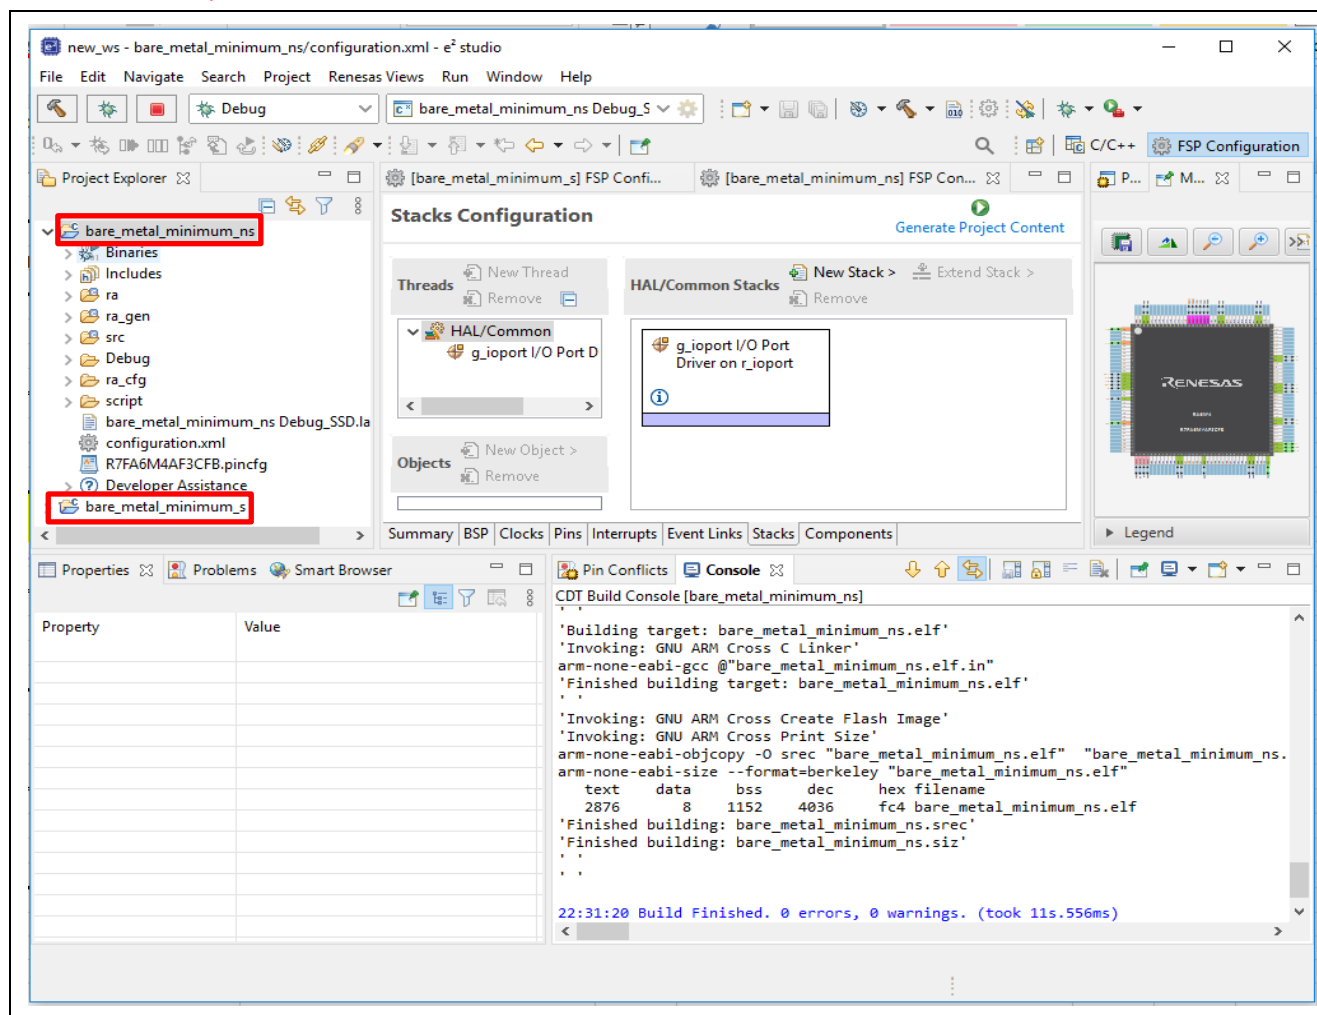 new_ws - bare_metal_minimum_ns/configuration.xml - e² studio
File Edit Navigate Search Project Renesas Views Run Window Help
Debug
bare_metal_minimum_ns Debug_S
C/C++ FSP Configuration
Project Explorer
[bare_metal_minimum_s] FSP Confi...
[bare_metal_minimum_ns] FSP Con...
P...
M...
bare_metal_minimum_ns
Binaries
Includes
ra
ra_gen
src
Debug
ra_cfg
script
bare_metal_minimum_ns Debug_SSD.la
configuration.xml
R7FA6M4AF3CFB.pincfg
Developer Assistance
bare_metal_minimum_s
Stacks Configuration
Generate Project Content
Threads
New Thread
Remove
HAL/Common Stacks
New Stack >
Extend Stack >
Remove
HAL/Common
g_ioport I/O Port D
g_ioport I/O Port
Driver on r_ioport
Objects
New Object >
Remove
Summary BSP Clocks Pins Interrupts Event Links Stacks Components
RENESAS
Legend
Properties
Problems
Smart Browser
Property Value
Pin Conflicts
Console
CDT Build Console [bare_metal_minimum_ns]
' '
'Building target: bare_metal_minimum_ns.elf'
'Invoking: GNU ARM Cross C Linker'
arm-none-eabi-gcc @"bare_metal_minimum_ns.elf.in"
'Finished building target: bare_metal_minimum_ns.elf'
' '
'Invoking: GNU ARM Cross Create Flash Image'
'Invoking: GNU ARM Cross Print Size'
arm-none-eabi-objcopy -O srec "bare_metal_minimum_ns.elf" "bare_metal_minimum_ns.
arm-none-eabi-size --format=berkeley "bare_metal_minimum_ns.elf"
text data bss dec hex filename
2876 8 1152 4036 fc4 bare_metal_minimum_ns.elf
'Finished building: bare_metal_minimum_ns.srec'
'Finished building: bare_metal_minimum_ns.siz'
' '
' '
22:31:20 Build Finished. 0 errors, 0 warnings. (took 11s.556ms)